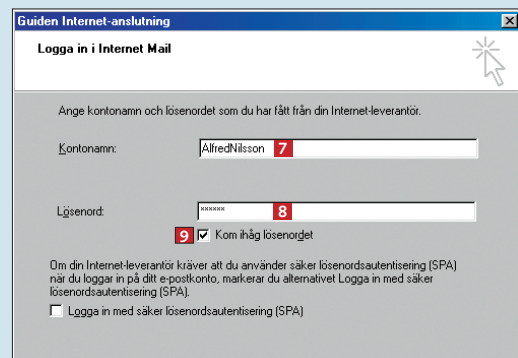 Guiden Internet-anslutning
Logga in i Internet Mail
Ange kontonamn och lösenordet som du har fått från din Internet-leverantör.
Kontonamn: AlfredNilsson 7
Lösenord: ×××××× 8
9 Kom ihåg lösenordet
Om din Internet-leverantör kräver att du använder säker lösenordsautentisering (SPA)
när du loggar in på ditt e-postkonto, markerar du alternativet Logga in med säker
lösenordsautentisering (SPA).
Logga in med säker lösenordsautentisering (SPA)